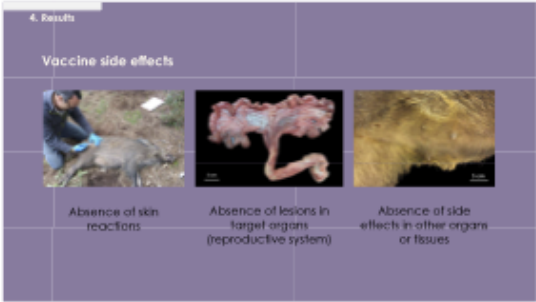 4. Results
Vaccine side effects
Absence of skin
reactions
Absence of lesions in
target organs
(reproductive system)
Absence of side
effects in other organs
or tissues